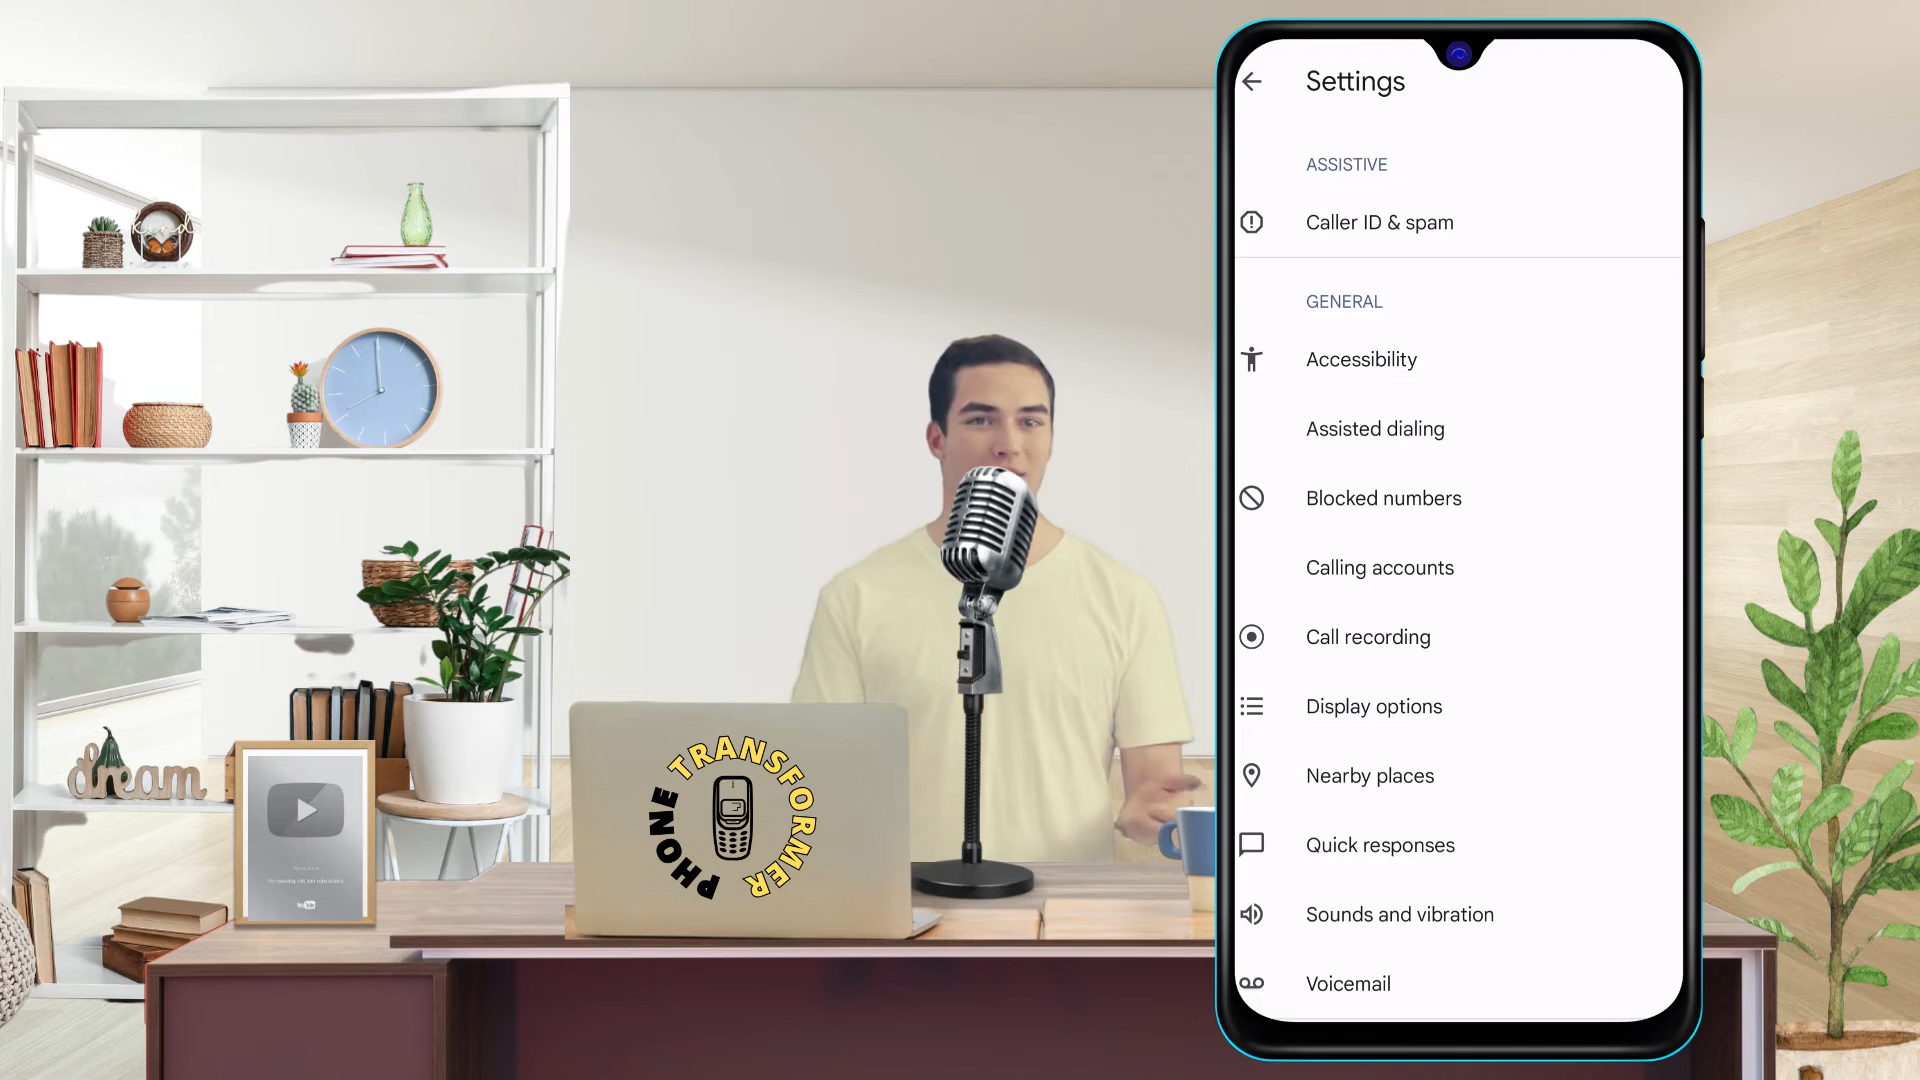 Settings
ASSISTIVE
Caller ID & spam
GENERAL
Accessibility
Assisted dialing
Blocked numbers
Calling accounts
Call recording
Display options
Nearby places
Quick responses
Sounds and vibration
Voicemail
kind
dream
PHONE TRANSFORMER